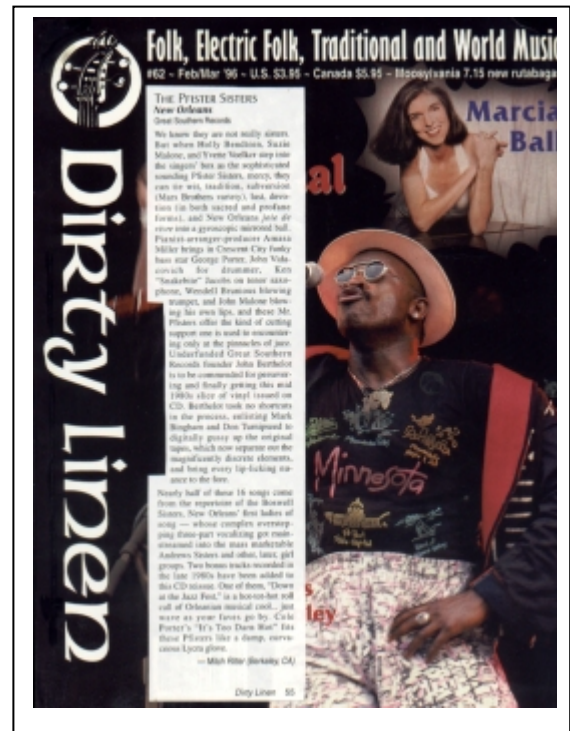 Folk, Electric Folk, Traditional and World Music
#62 ~ Feb/Mar '96 ~ U.S. $3.95 ~ Canada $5.95 ~ Moosylvania 7.15 new rutabaga
Dirty Linen
Marcia
Ball
al
Minnesota
s
ley
THE PFISTER SISTERS
New Orleans
Great Southern Records
We know they are not really sisters.
But when Holly Bendtsen, Suzie
Malone, and Yvette Voelker step into
the singers' box as the sophisticated
sounding Pfister Sisters, mercy, they
can tie wit, tradition, subversion
(Marx Brothers variety), lust, devo-
tion (in both sacred and profane
forms), and New Orleans joie de
vivre into a gyroscopic mirrored ball.
Pianist-arranger-producer Amasa
Miller brings in Crescent City funky
bass star George Porter, John Vida-
covich for drummer, Ken
"Snakebite" Jacobs on tenor saxo-
phone, Wendell Brunious blowing
trumpet, and John Malone blow-
ing his own lips, and these Mr.
Pfisters offer the kind of cutting
support one is used to encounter-
ing only at the pinnacles of jazz.
Underfunded Great Southern
Records founder John Berthelot
is to be commended for preserv-
ing and finally getting this mid
1980s slice of vinyl issued on
CD. Berthelot took no shortcuts
in the process, enlisting Mark
Bingham and Don
digitally gussy up the original
tapes, which now separate out the
magnificently discrete elements,
and bring every lip-licking nu-
ance to the fore.
Nearly half of these 16 songs come
from the repertoire of the Boswell
Sisters, New Orleans' first ladies of
song — whose complex overstep-
ping three-part vocalizing got main-
streamed into the mass marketable
Andrews Sisters and other, later, girl
groups. Two bonus tracks recorded in
the late 1980s have been added to
this CD reissue. One of them, "Down
at the Jazz Fest," is a hot-tot-hot roll
call of Orleanian musical cool... just
wave as your faves go by. Cole
Porter's "It's Too Darn Hot" fits
these Pfisters like a damp, curva-
ceous Lycra glove.
— Mitch Ritter (Berkeley, CA)
Dirty Linen 55